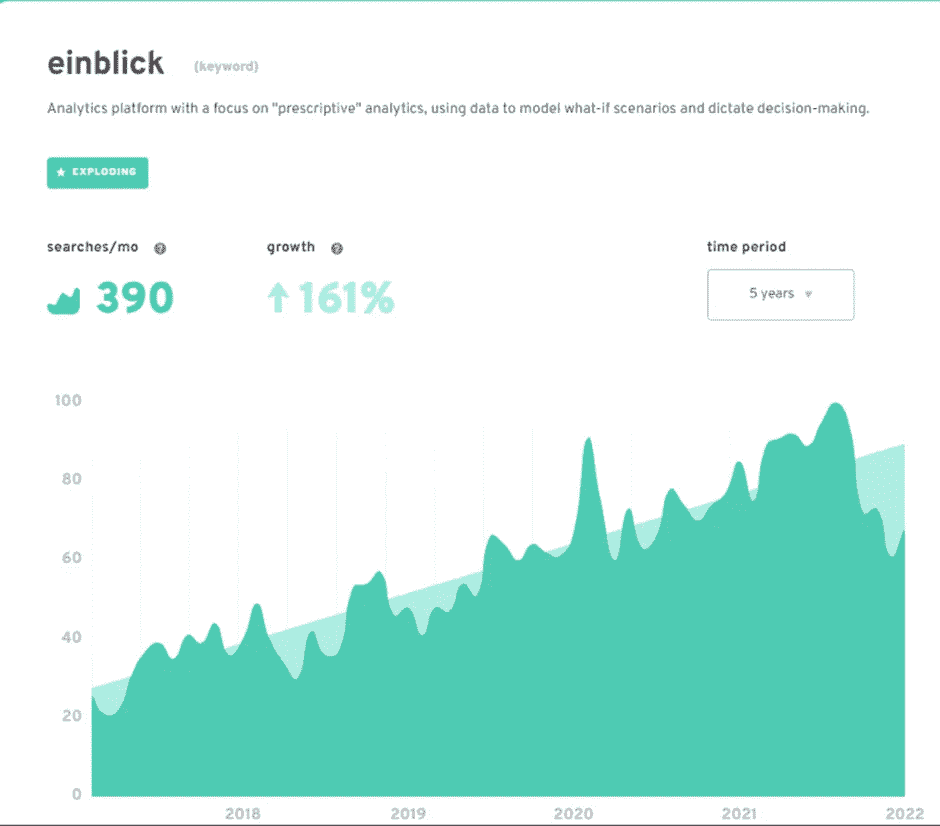 einblick (keyword)
Analytics platform with a focus on "prescriptive" analytics, using data to model what-if scenarios and dictate decision-making.
★ EXPLODING
searches/mo ? growth ? time period
390 ↑161% 5 years ▼
100
80
60
40
20
0
2018 2019 2020 2021 2022